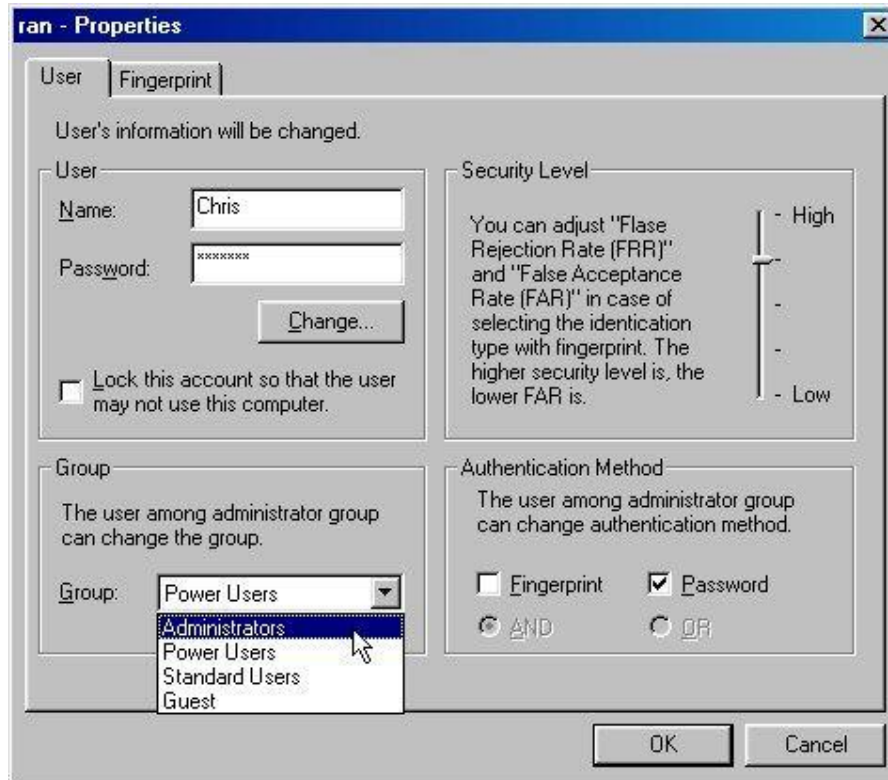 ran - Properties
User
Fingerprint
User's information will be changed.
User
Name:
Chris
Password:
*******
Change...
Lock this account so that the user
may not use this computer.
Security Level
You can adjust "Flase
Rejection Rate (FRR)"
and "False Acceptance
Rate (FAR)" in case of
selecting the identication
type with fingerprint. The
higher security level is, the
lower FAR is.
- High
-
-
-
- Low
Group
The user among administrator group
can change the group.
Group:
Power Users
Administrators
Power Users
Standard Users
Guest
Authentication Method
The user among administrator group
can change authentication method.
Fingerprint
Password
AND
OR
OK
Cancel